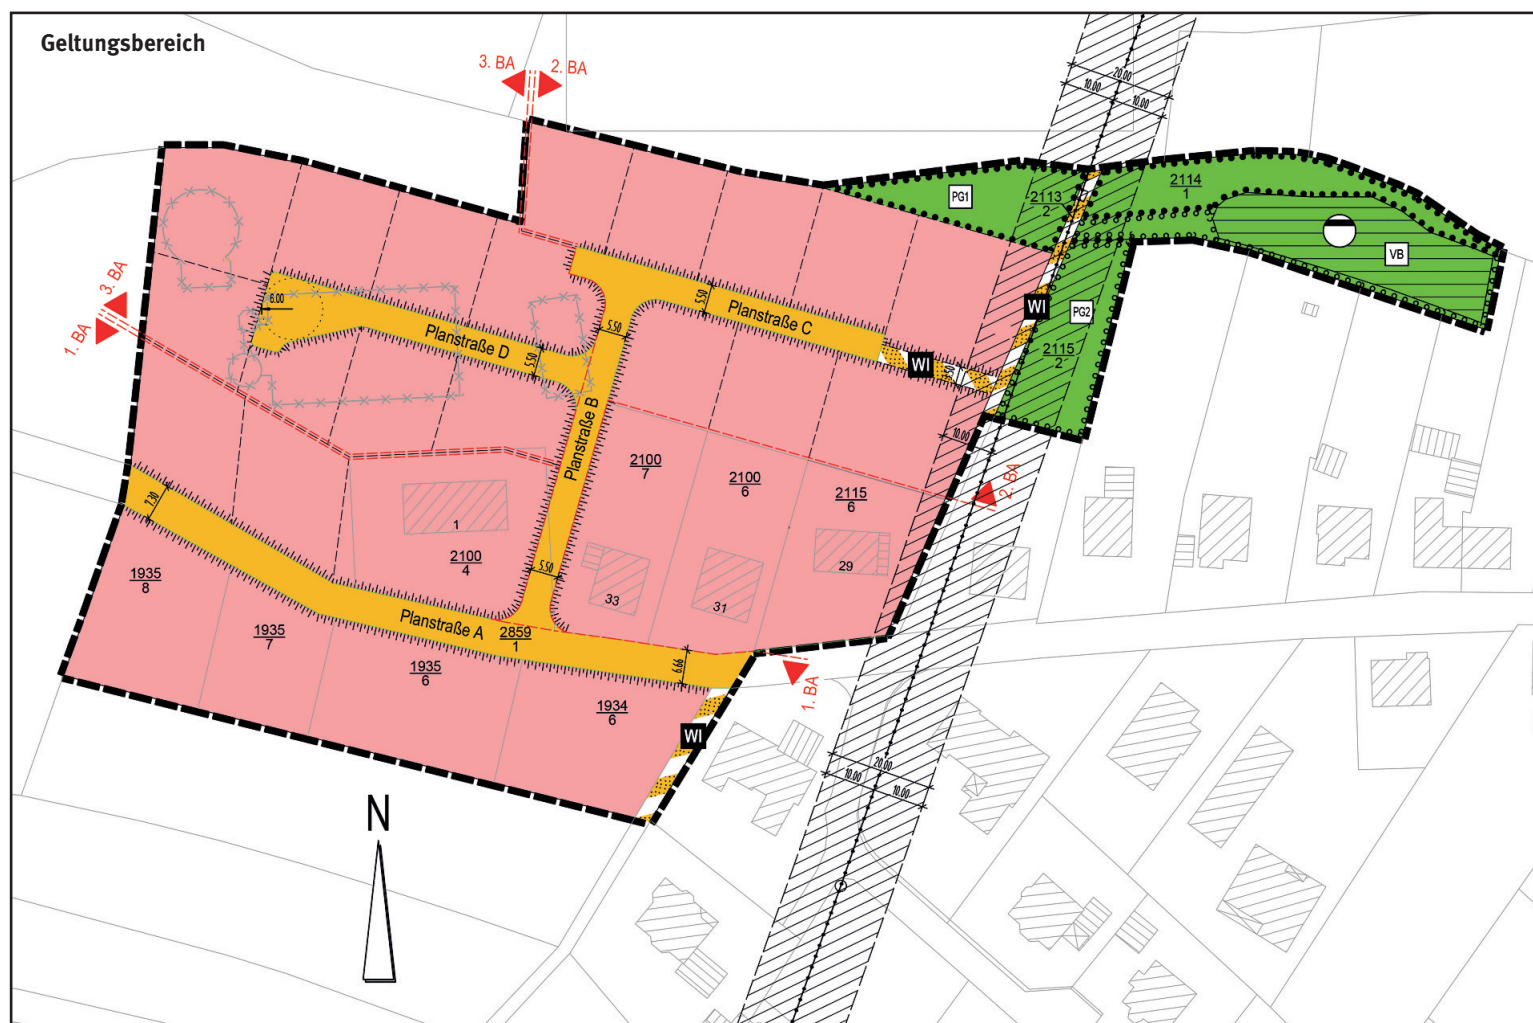 Geltungsbereich
3. BA
2. BA
20.00
10.00
10.00
PG1
2113
2
2114
1
VB
3. BA
1. BA
6.00
Planstraße D
5.50
5.50
5.50
Planstraße C
WI
WI
PG2
2115
2
Planstraße B
10.00
2. BA
2100
7
2100
6
2115
6
7.30
1
2100
4
5.50
33
31
29
1935
8
1935
7
Planstraße A
2859
1
1935
6
6.66
1. BA
1934
6
WI
20.00
10.00
10.00
N